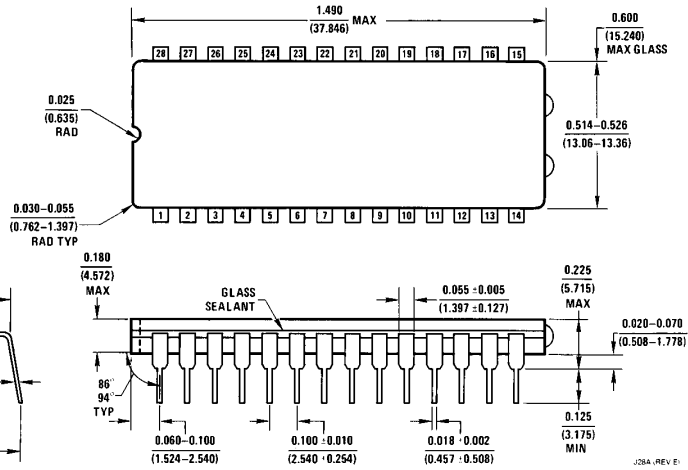 1.490
(37.846) MAX
0.600
(15.240)
MAX GLASS
28 27 26 25 24 23 22 21 20 19 18 17 16 15
0.025
(0.635)
RAD
0.514–0.526
(13.06–13.36)
0.030–0.055
(0.762–1.397)
RAD TYP
1 2 3 4 5 6 7 8 9 10 11 12 13 14
0.180
(4.572)
MAX
GLASS
SEALANT
0.055 ±0.005
(1.397 ±0.127)
0.225
(5.715)
MAX
0.020–0.070
(0.508–1.778)
86°
94°
TYP
0.060–0.100
(1.524–2.540)
0.100 ±0.010
(2.540 ±0.254)
0.018 ±0.002
(0.457 ±0.508)
0.125
(3.175)
MIN
J28A (REV E)